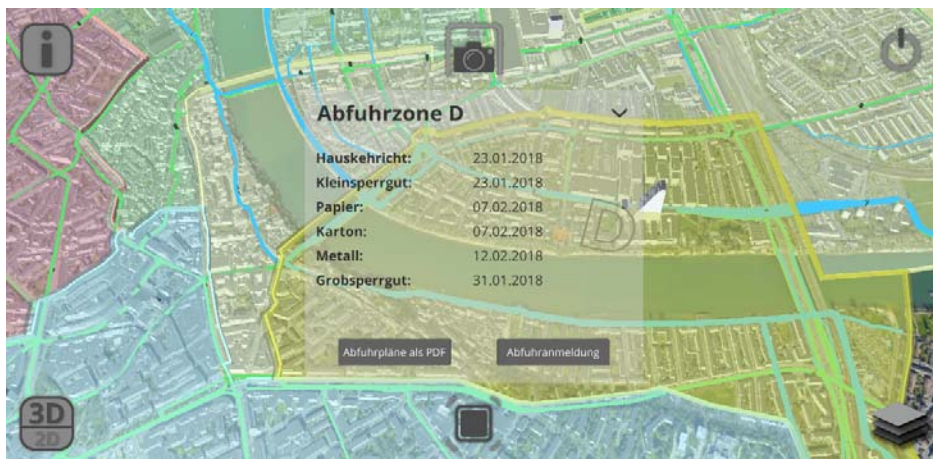 i
Abfuhrzone D
Hauskehricht: 23.01.2018
Kleinsperrgut: 23.01.2018
Papier: 07.02.2018
Karton: 07.02.2018
Metall: 12.02.2018
Grobsperrgut: 31.01.2018
D
Abfuhrpläne als PDF Abfuhranmeldung
3D
2D